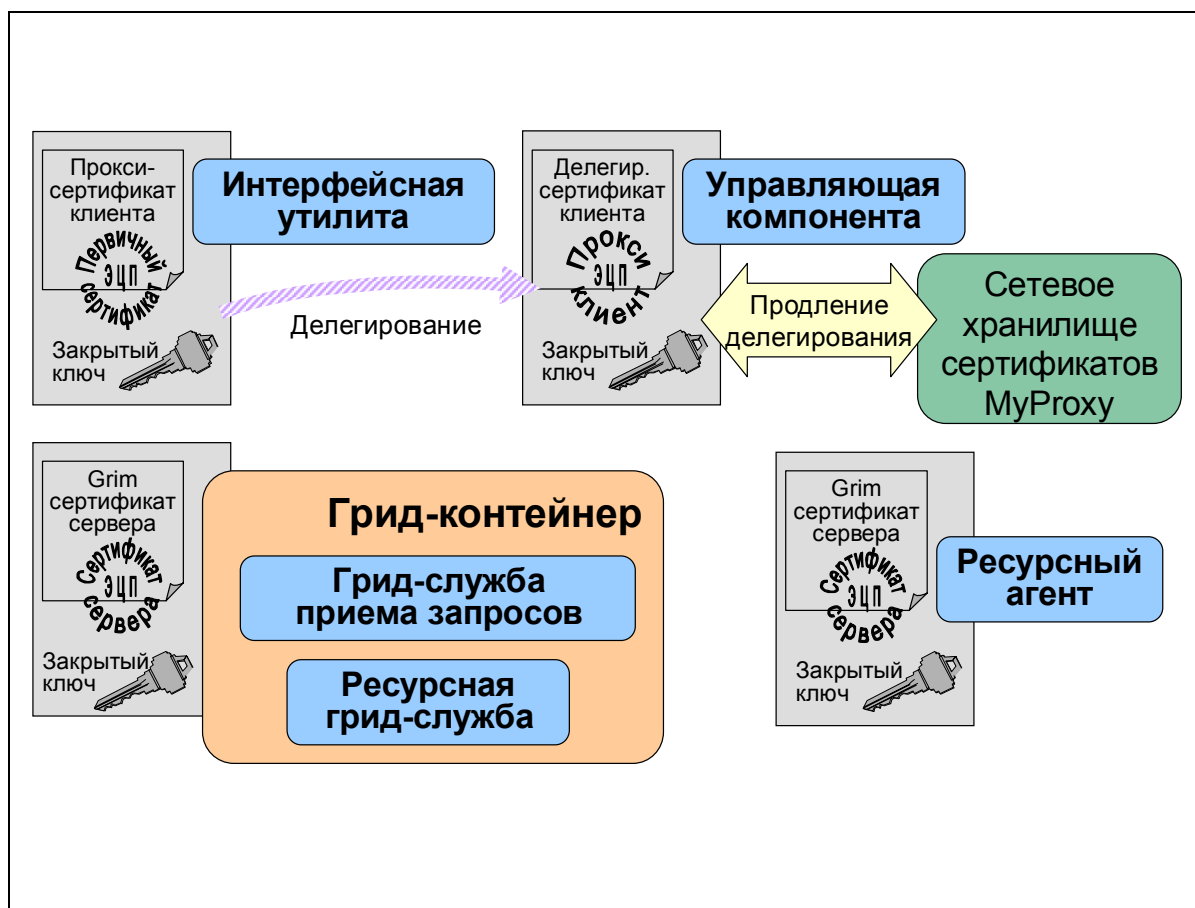 Прокси-
сертификат
клиента
Первичный
ЭЦП
сертификат
Закрытый
ключ
Интерфейсная
утилита
Делегирование
Делегир.
сертификат
клиента
Прокси
ЭЦП
клиент
Закрытый
ключ
Управляющая
компонента
Продление
делегирования
Сетевое
хранилище
сертификатов
MyProxy
Grim
сертификат
сервера
Сертификат
ЭЦП
сервера
Закрытый
ключ
Грид-контейнер
Грид-служба
приема запросов
Ресурсная
грид-служба
Grim
сертификат
сервера
Сертификат
ЭЦП
сервера
Закрытый
ключ
Ресурсный
агент